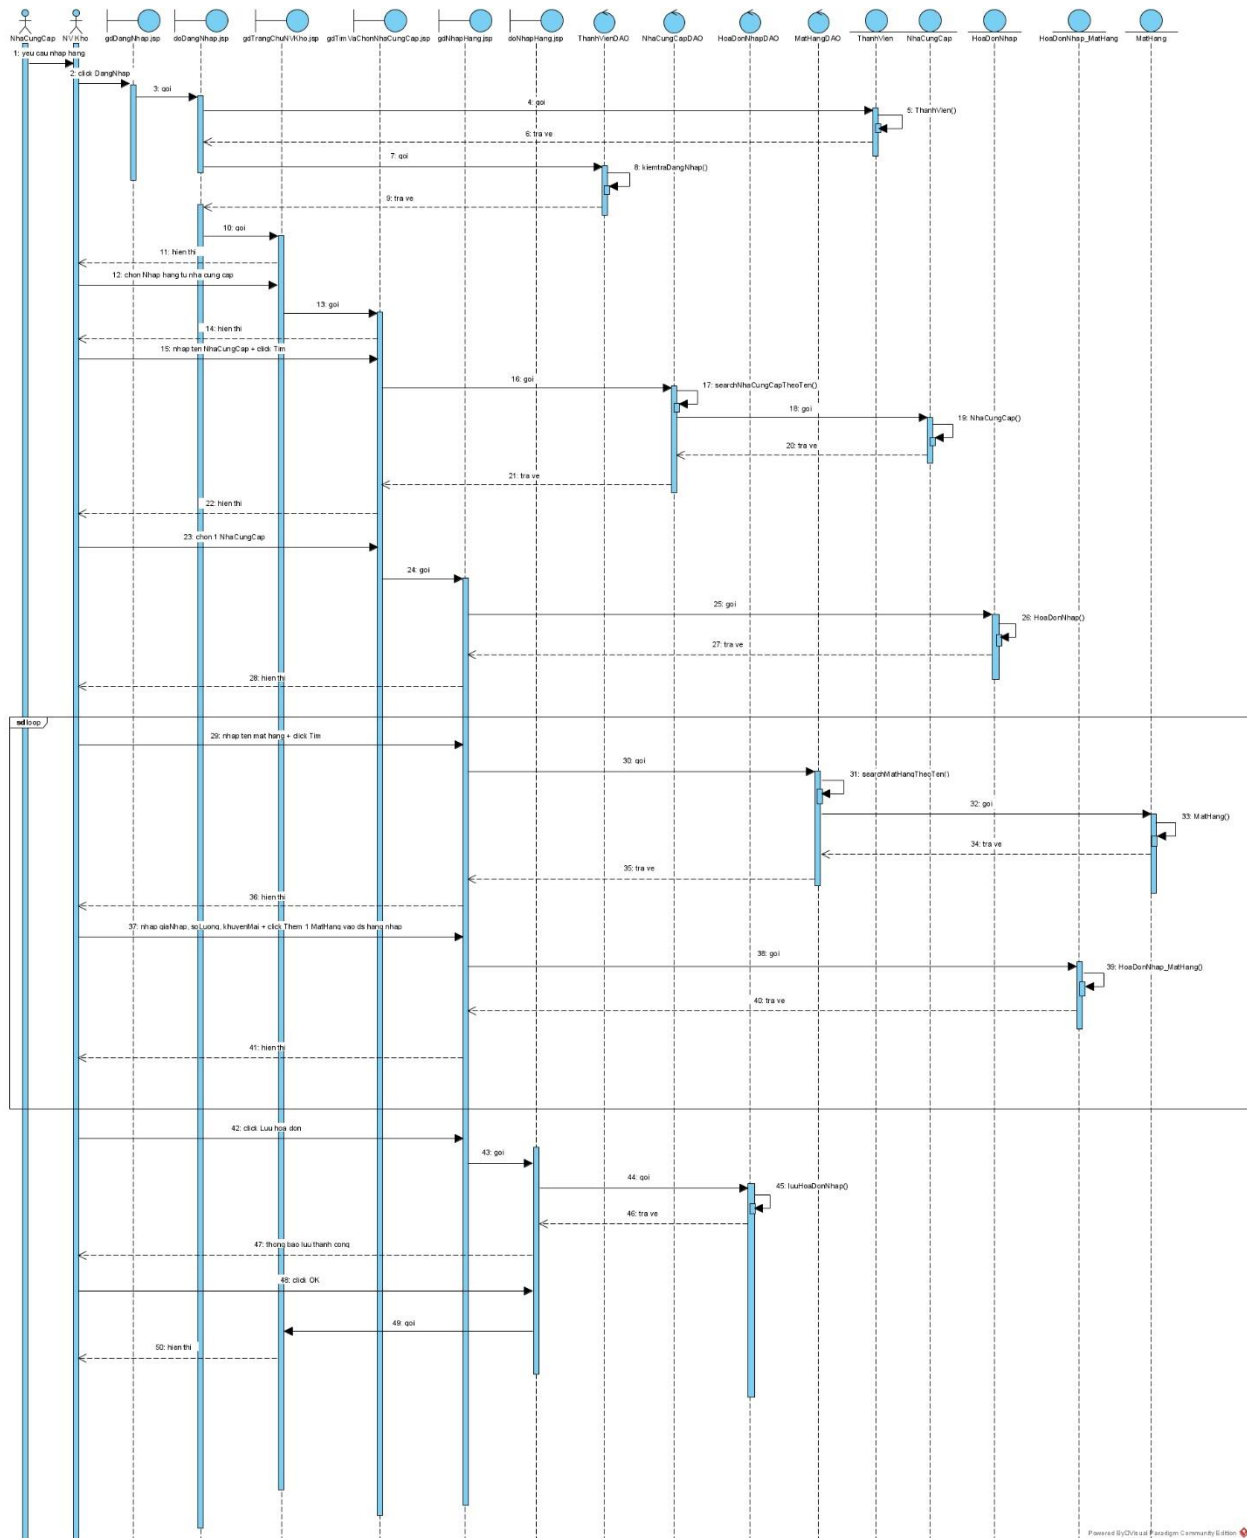 NhaCungCap
NVKho
gdDangNhap.jsp
doDangNhap.jsp
gdTrangChuNVKho.jsp
gdTimVaChonNhaCungCap.jsp
gdNhapHang.jsp
doNhapHang.jsp
ThanhVienDAO
NhaCungCapDAO
HoaDonNhapDAO
MatHangDAO
ThanhVien
NhaCungCap
HoaDonNhap
HoaDonNhap_MatHang
MatHang
1: yeu cau nhap hang
2: click DangNhap
3: goi
4: goi
5: ThanhVien()
6: tra ve
7: goi
8: kiemtraDangNhap()
9: tra ve
10: goi
11: hien thi
12: chon Nhap hang tu nha cung cap
13: goi
14: hien thi
15: nhap ten NhaCungCap + click Tim
16: goi
17: searchNhaCungCapTheoTen()
18: goi
19: NhaCungCap()
20: tra ve
21: tra ve
22: hien thi
23: chon 1 NhaCungCap
24: goi
25: goi
26: HoaDonNhap()
27: tra ve
28: hien thi
sd loop
29: nhap ten mat hang + click Tim
30: goi
31: searchMatHangTheoTen()
32: goi
33: MatHang()
34: tra ve
35: tra ve
36: hien thi
37: nhap giaNhap, soLuong, khuyenMai + click Them 1 MatHang vao ds hang nhap
38: goi
39: HoaDonNhap_MatHang()
40: tra ve
41: hien thi
42: click Luu hoa don
43: goi
44: goi
45: luuHoaDonNhap()
46: tra ve
47: thong bao luu thanh cong
48: click OK
49: goi
50: hien thi
Powered By Visual Paradigm Community Edition